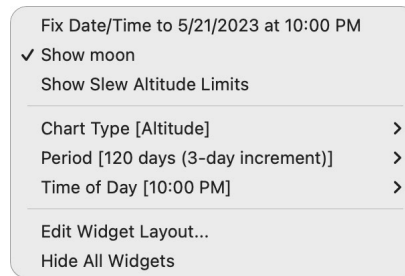 Fix Date/Time to 5/21/2023 at 10:00 PM
✓ Show moon
Show Slew Altitude Limits
Chart Type [Altitude]
Period [120 days (3-day increment)]
Time of Day [10:00 PM]
Edit Widget Layout...
Hide All Widgets